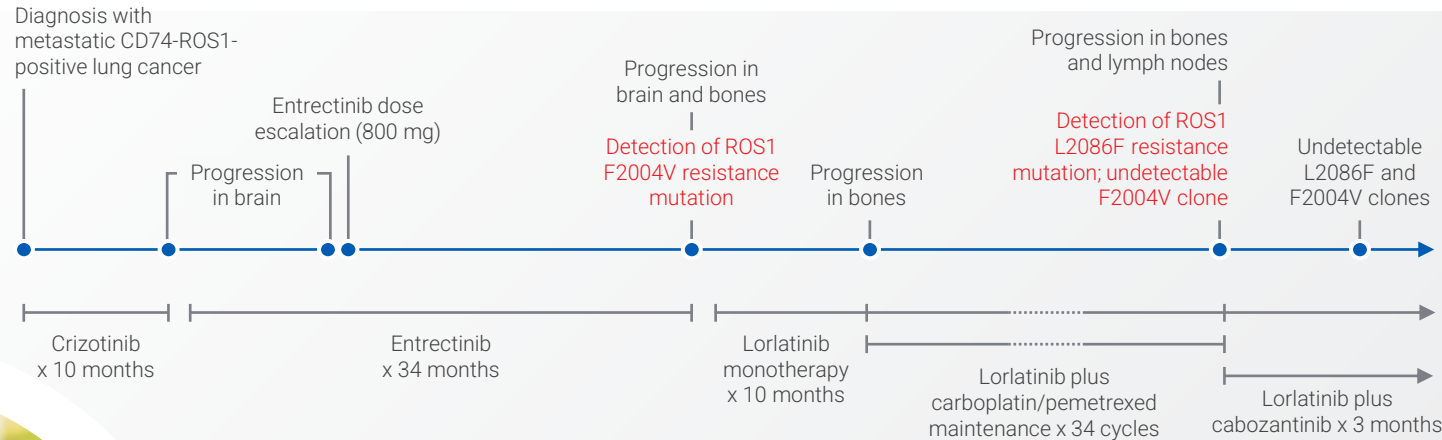 Diagnosis with
metastatic CD74-ROS1-
positive lung cancer
Progression
in brain
Entrectinib dose
escalation (800 mg)
Progression in
brain and bones
Detection of ROS1
F2004V resistance
mutation
Progression
in bones
Progression in bones
and lymph nodes
Detection of ROS1
L2086F resistance
mutation; undetectable
F2004V clone
Undetectable
L2086F and
F2004V clones
Crizotinib
x 10 months
Entrectinib
x 34 months
Lorlatinib
monotherapy
x 10 months
Lorlatinib plus
carboplatin/pemetrexed
maintenance x 34 cycles
Lorlatinib plus
cabozantinib x 3 months